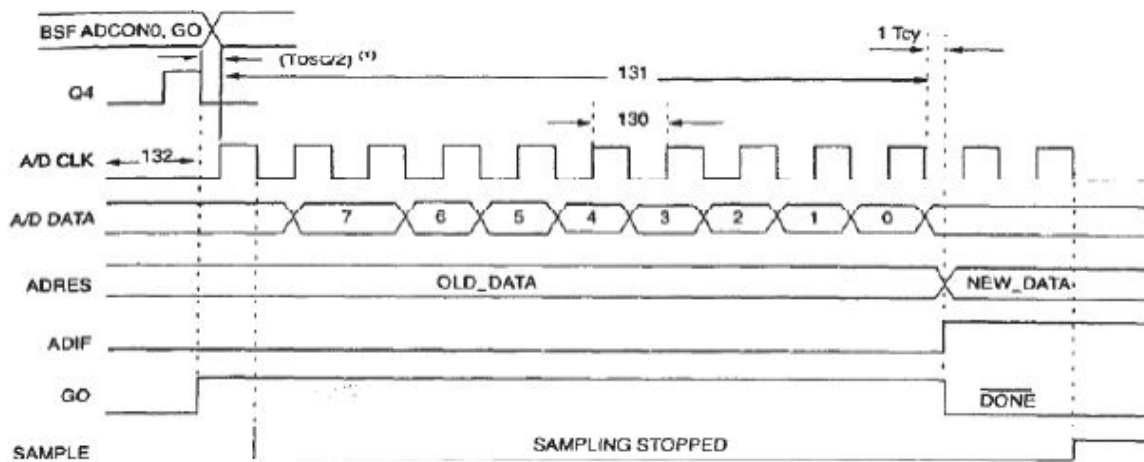 BSF ADCON0, GO
1 Tcy
(Tosc/2) (1)
131
Q4
130
A/D CLK
132
A/D DATA
7 6 5 4 3 2 1 0
ADRES
OLD_DATA
NEW_DATA
ADIF
GO
DONE
SAMPLE
SAMPLING STOPPED